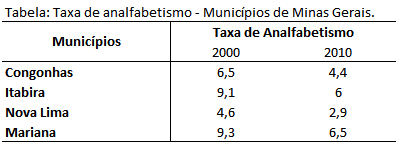 Tabela: Taxa de analfabetismo - Municípios de Minas Gerais.
Municípios Taxa de Analfabetismo
2000 2010
Congonhas 6,5 4,4
Itabira 9,1 6
Nova Lima 4,6 2,9
Mariana 9,3 6,5